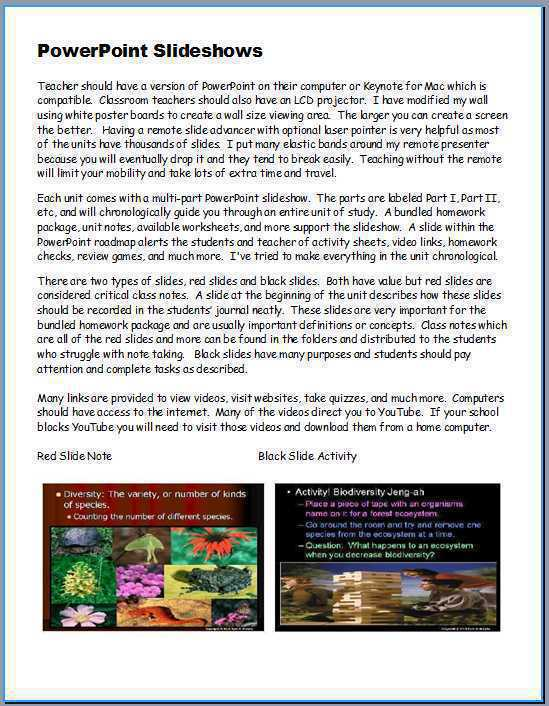 PowerPoint Slideshows
Teacher should have a version of PowerPoint on their computer or Keynote for Mac which is
compatible.  Classroom teachers should also have an LCD projector.  I have modified my wall
using white poster boards to create a wall size viewing area.  The larger you can create a screen
the better.  Having a remote slide advancer with optional laser pointer is very helpful as most
of the units have thousands of slides.  I put many elastic bands around my remote presenter
because you will eventually drop it and they tend to break easily.  Teaching without the remote
will limit your mobility and take lots of extra time and travel.
Each unit comes with a multi-part PowerPoint slideshow.  The parts are labeled Part I, Part II,
etc, and will chronologically guide you through an entire unit of study.  A bundled homework
package, unit notes, available worksheets, and more support the slideshow.  A slide within the
PowerPoint roadmap alerts the students and teacher of activity sheets, video links, homework
checks, review games, and much more.  I've tried to make everything in the unit chronological.
There are two types of slides, red slides and black slides.  Both have value but red slides are
considered critical class notes.  A slide at the beginning of the unit describes how these slides
should be recorded in the students' journal neatly.  These slides are very important for the
bundled homework package and are usually important definitions or concepts.  Class notes which
are all of the red slides and more can be found in the folders and distributed to the students
who struggle with note taking.  Black slides have many purposes and students should pay
attention and complete tasks as described.
Many links are provided to view videos, visit websites, take quizzes, and much more.  Computers
should have access to the internet.  Many of the videos direct you to YouTube.  If your school
blocks YouTube you will need to visit those videos and download them from a home computer.
Red Slide Note
Black Slide Activity
• Diversity: The variety, or number of kinds
of species.
• Counting the number of different species.
• Activity! Biodiversity Jeng-ah
– Place a piece of tape with an organisms
name on it for a forest ecosystem.
– Go around the room and try and remove one
species from the ecosystem at a time.
– Question: What happens to an ecosystem
when you decrease biodiversity?